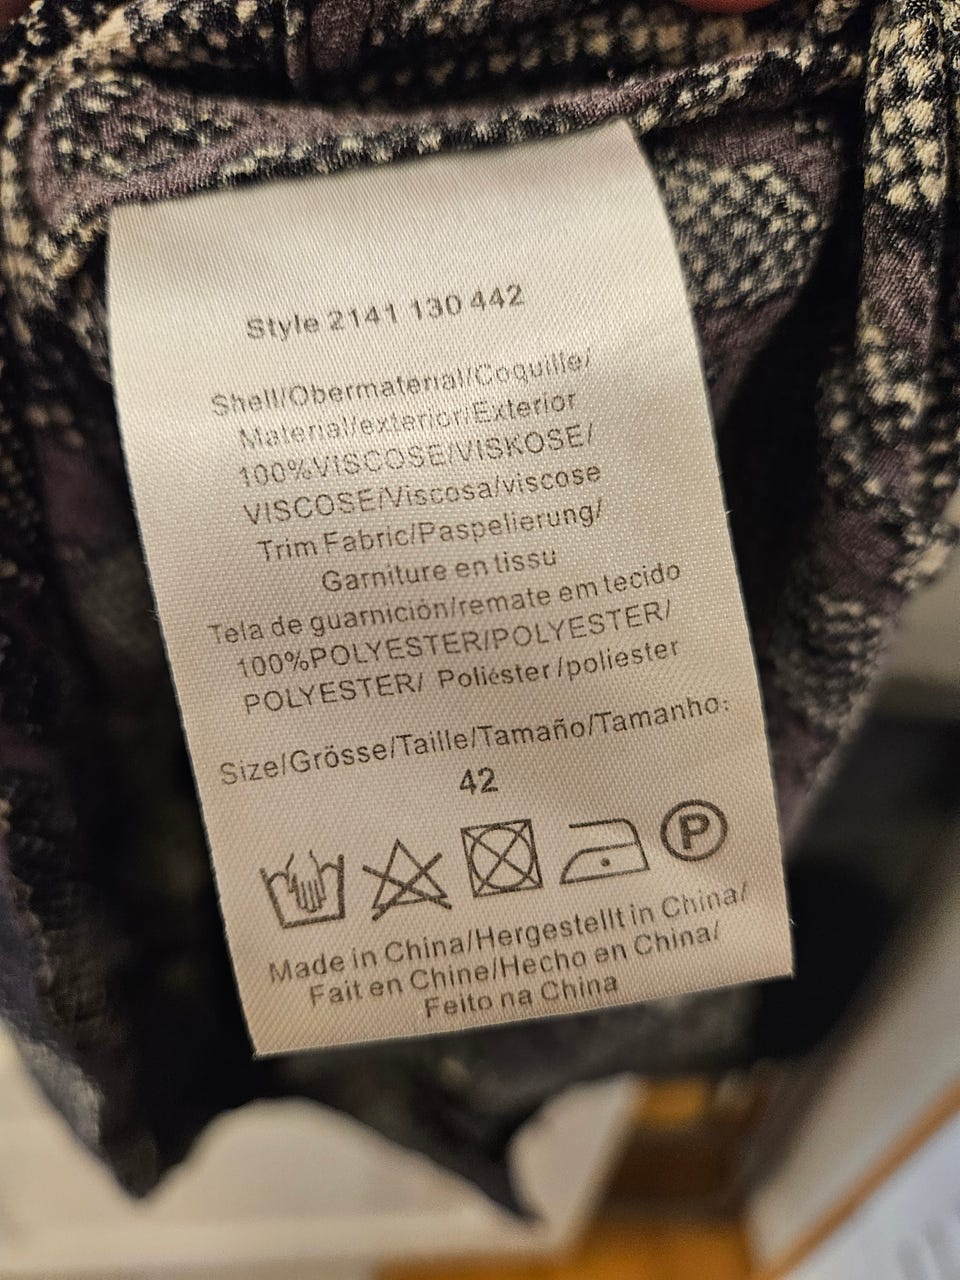 Style 2141 130 442
Shell/Obermaterial/Coquille/
Material/exterior/Exterior
100%VISCOSE/VISKOSE/
VISCOSE/Viscosa/viscose
Trim Fabric/Paspelierung/
Garniture en tissu
Tela de guarnición/remate em tecido
100%POLYESTER/POLYESTER/
POLYESTER/ Poliéster/poliester
Size/Grösse/Taille/Tamaño/Tamanho:
42
P
Made in China/Hergestellt in China/
Fait en Chine/Hecho en China/
Feito na China